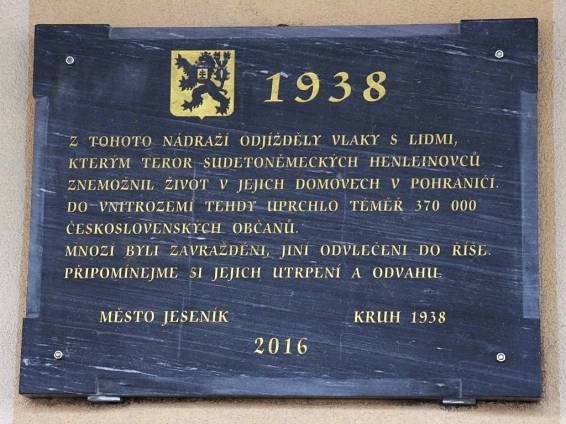 1938
Z TOHOTO NÁDRAŽÍ ODJÍŽDĚLY VLAKY S LIDMI,
KTERÝM TEROR SUDETONĚMECKÝCH HENLEINOVCŮ
ZNEMOŽNIL ŽIVOT V JEJICH DOMOVECH V POHRANIČÍ.
DO VNITROZEMÍ TEHDY UPRCHLO TÉMĚŘ 370 000
ČESKOSLOVENSKÝCH OBČANŮ.
MNOZÍ BYLI ZAVRAŽDĚNI, JINÍ ODVLEČENI DO ŘÍŠE.
PŘIPOMÍNEJME SI JEJICH UTRPENÍ A ODVAHU.
MĚSTO JESENÍK KRUH 1938
2016